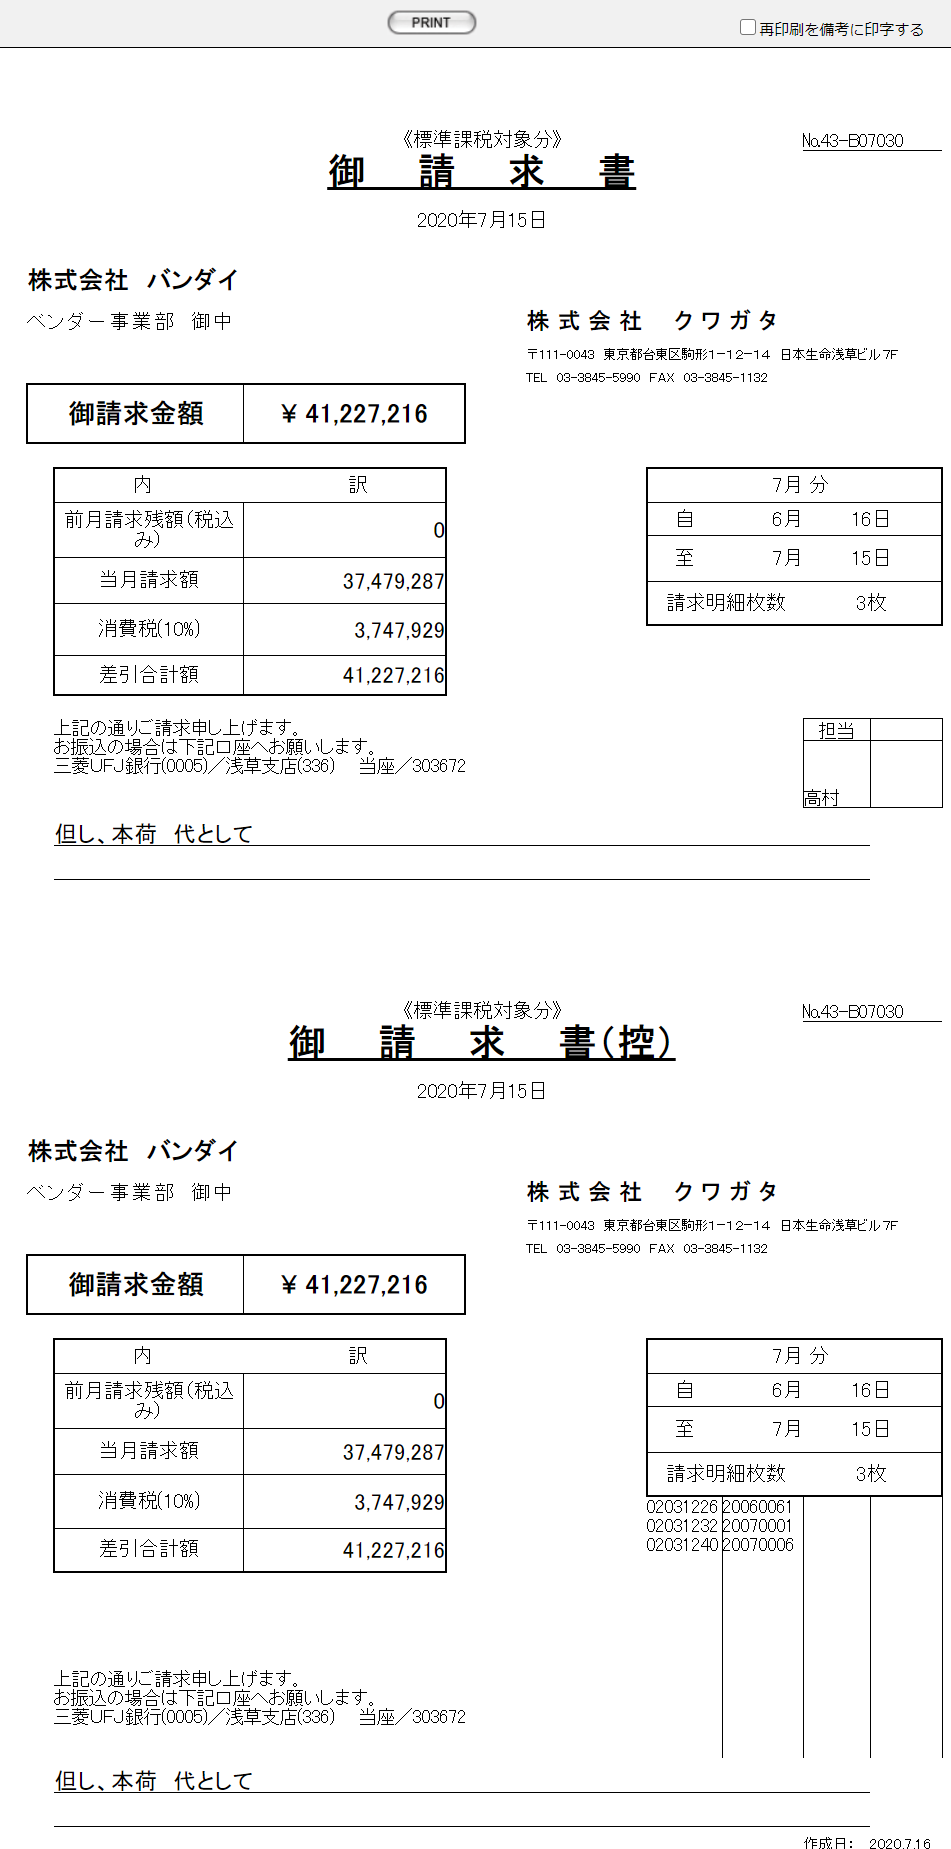 PRINT
再印刷を備考に印字する
《標準課税対象分》
No.43-B07030
御 請 求 書
2020年7月15日
株式会社 バンダイ
ベンダー事業部 御中
株式会社 クワガタ
〒111-0043 東京都台東区駒形1-12-14 日本生命浅草ビル7F
TEL 03-3845-5990 FAX 03-3845-1132
御請求金額 ¥ 41,227,216
内 訳
前月請求残額(税込
み)
0
当月請求額 37,479,287
消費税(10%) 3,747,929
差引合計額 41,227,216
7月 分
自 6月 16日
至 7月 15日
請求明細枚数 3枚
上記の通りご請求申し上げます。
お振込の場合は下記口座へお願いします。
三菱UFJ銀行(0005)／浅草支店(336) 当座／303672
担当
高村
但し、本荷 代として
《標準課税対象分》
No.43-B07030
御 請 求 書(控)
2020年7月15日
株式会社 バンダイ
ベンダー事業部 御中
株式会社 クワガタ
〒111-0043 東京都台東区駒形1-12-14 日本生命浅草ビル7F
TEL 03-3845-5990 FAX 03-3845-1132
御請求金額 ¥ 41,227,216
内 訳
前月請求残額(税込
み)
0
当月請求額 37,479,287
消費税(10%) 3,747,929
差引合計額 41,227,216
7月 分
自 6月 16日
至 7月 15日
請求明細枚数 3枚
02031226 20060061
02031232 20070001
02031240 20070006
上記の通りご請求申し上げます。
お振込の場合は下記口座へお願いします。
三菱UFJ銀行(0005)／浅草支店(336) 当座／303672
但し、本荷 代として
作成日： 2020.7.16